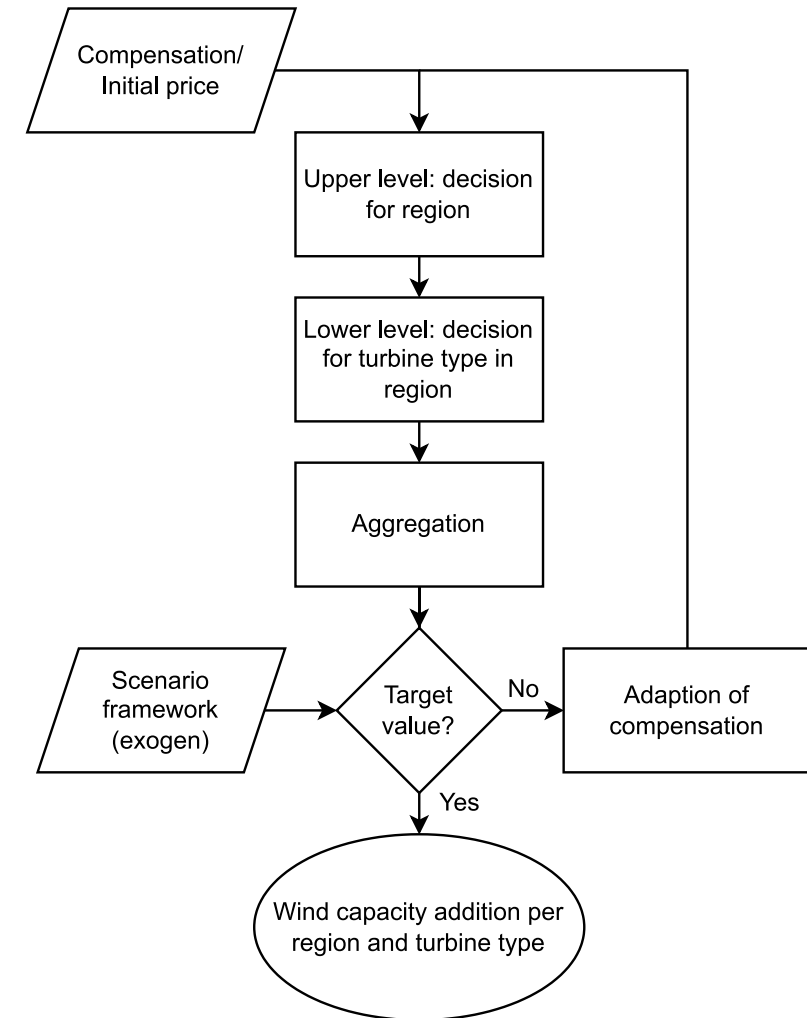 Compensation/
Initial price
Upper level: decision
for region
Lower level: decision
for turbine type in
region
Aggregation
Scenario
framework
(exogen)
Target
value?
No
Adaption of
compensation
Yes
Wind capacity addition per
region and turbine type